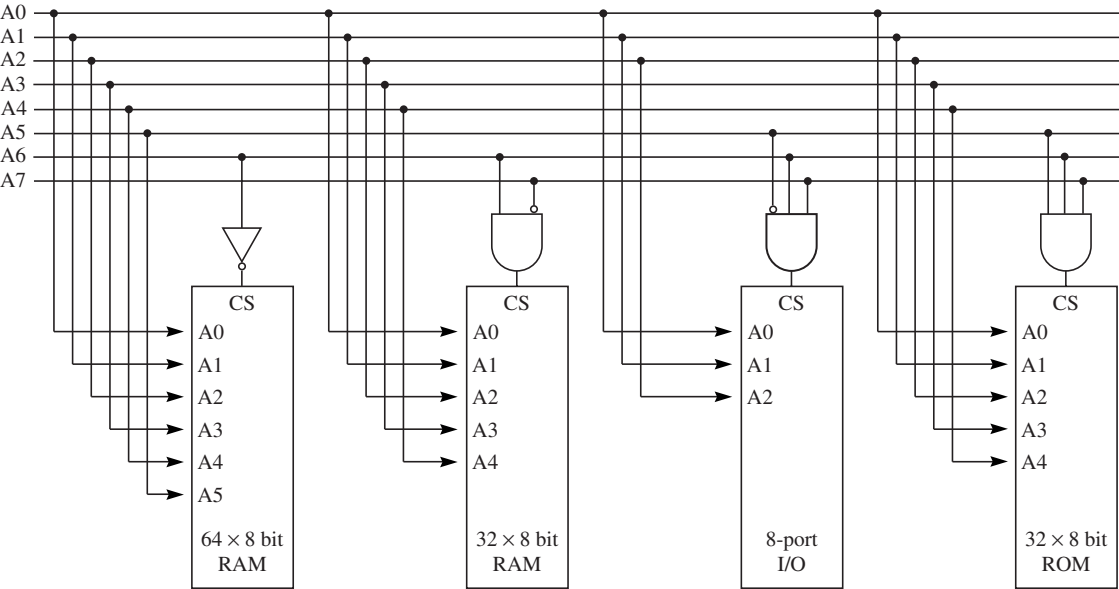 A0
A1
A2
A3
A4
A5
A6
A7
CS
A0
A1
A2
A3
A4
A5
64 × 8 bit
RAM
CS
A0
A1
A2
A3
A4
32 × 8 bit
RAM
CS
A0
A1
A2
8-port
I/O
CS
A0
A1
A2
A3
A4
32 × 8 bit
ROM